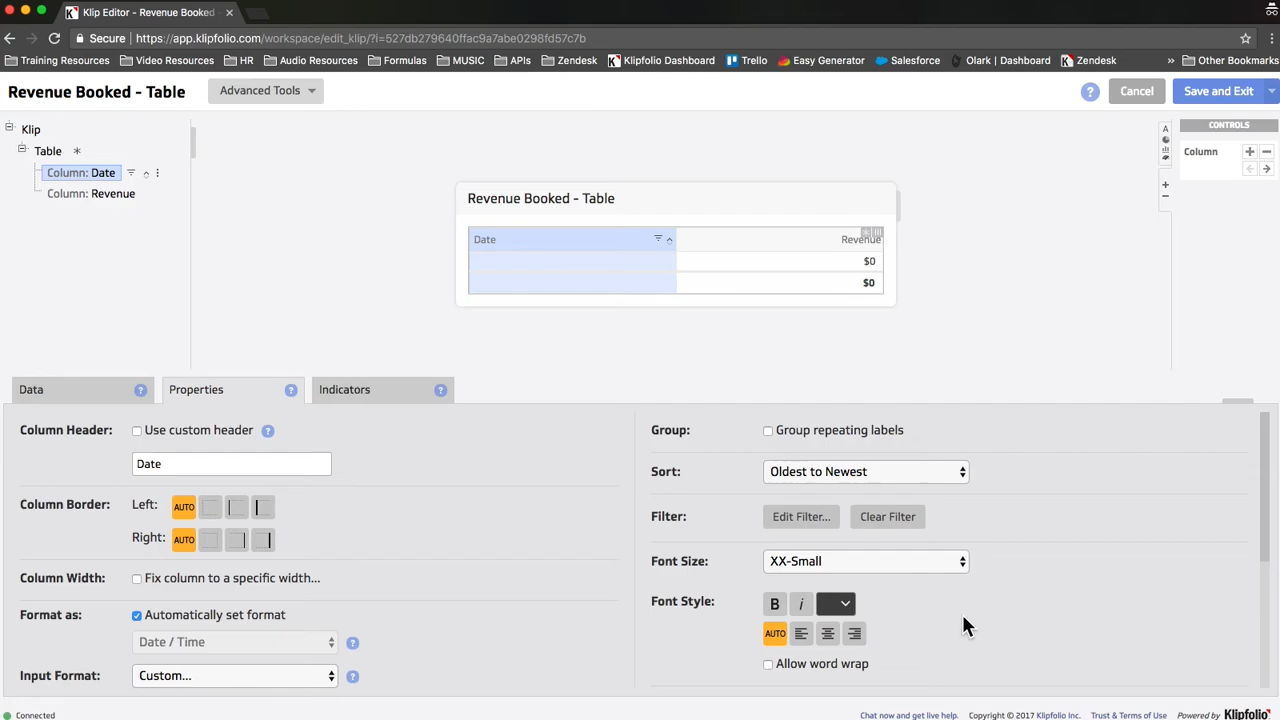 Klip Editor - Revenue Booked -
Secure | https://app.klipfolio.com/workspace/edit_klip/?i=527db279640ffac9a7abe0298fd57c7b
Training Resources Video Resources HR Audio Resources Formulas MUSIC APIs Zendesk Klipfolio Dashboard Trello Easy Generator Salesforce Olark | Dashboard Zendesk » Other Bookmarks
Revenue Booked - Table Advanced Tools ? Cancel Save and Exit
Klip
Table
Column: Date
Column: Revenue
CONTROLS
Column
Revenue Booked - Table
Date Revenue
$0
$0
Data ? Properties ? Indicators ?
Column Header: Use custom header ?
Date
Column Border: Left: AUTO
Right: AUTO
Column Width: Fix column to a specific width...
Format as: Automatically set format
Date / Time ?
Input Format: Custom... ?
Group: Group repeating labels
Sort: Oldest to Newest
Filter: Edit Filter... Clear Filter
Font Size: XX-Small
Font Style: B i
AUTO
Allow word wrap
Connected Chat now and get live help. Copyright © 2017 Klipfolio Inc. Trust & Terms of Use Powered by Klipfolio